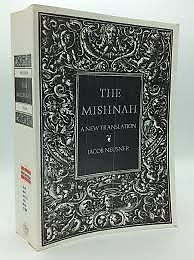 THE
MISHNAH
A NEW TRANSLATION
JACOB NEUSNER